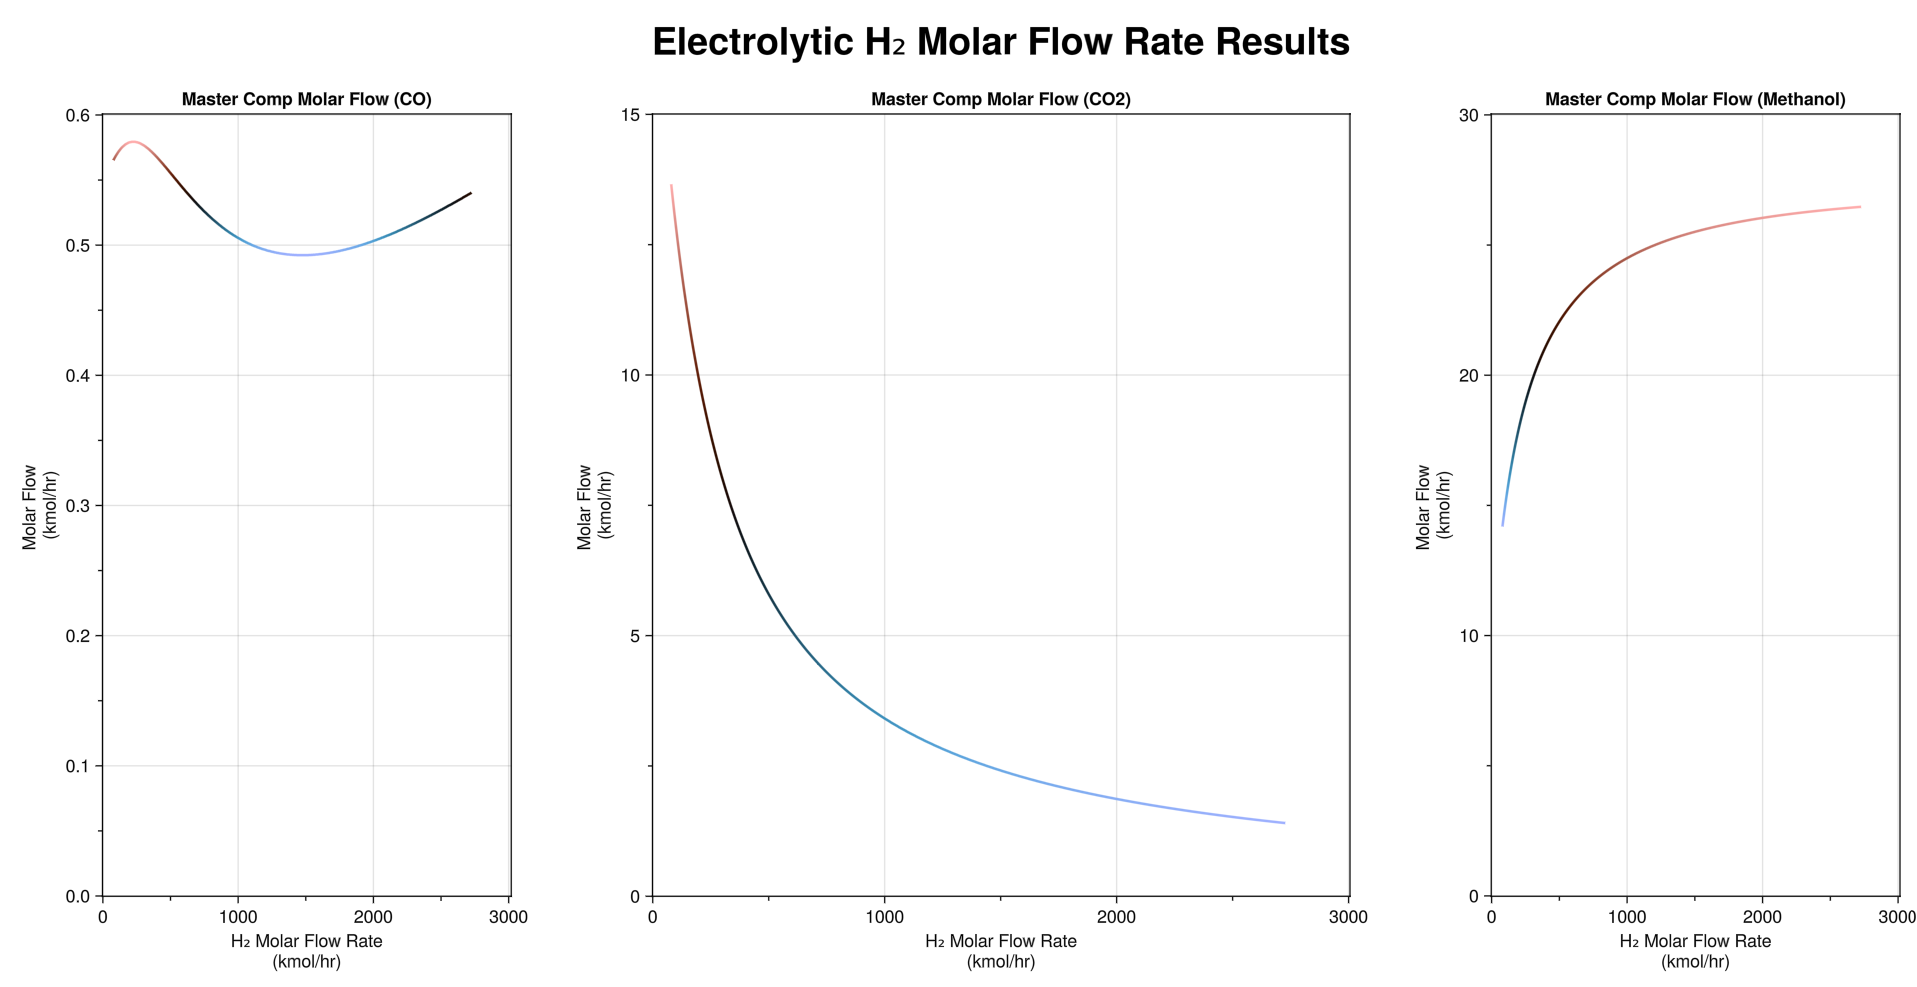 Electrolytic H₂ Molar Flow Rate Results
Master Comp Molar Flow (CO)
0.6
0.5
0.4
0.3
0.2
0.1
0.0
Molar Flow
(kmol/hr)
0 1000 2000 3000
H₂ Molar Flow Rate
(kmol/hr)
Master Comp Molar Flow (CO2)
15
10
5
0
Molar Flow
(kmol/hr)
0 1000 2000 3000
H₂ Molar Flow Rate
(kmol/hr)
Master Comp Molar Flow (Methanol)
30
20
10
0
Molar Flow
(kmol/hr)
0 1000 2000 3000
H₂ Molar Flow Rate
(kmol/hr)